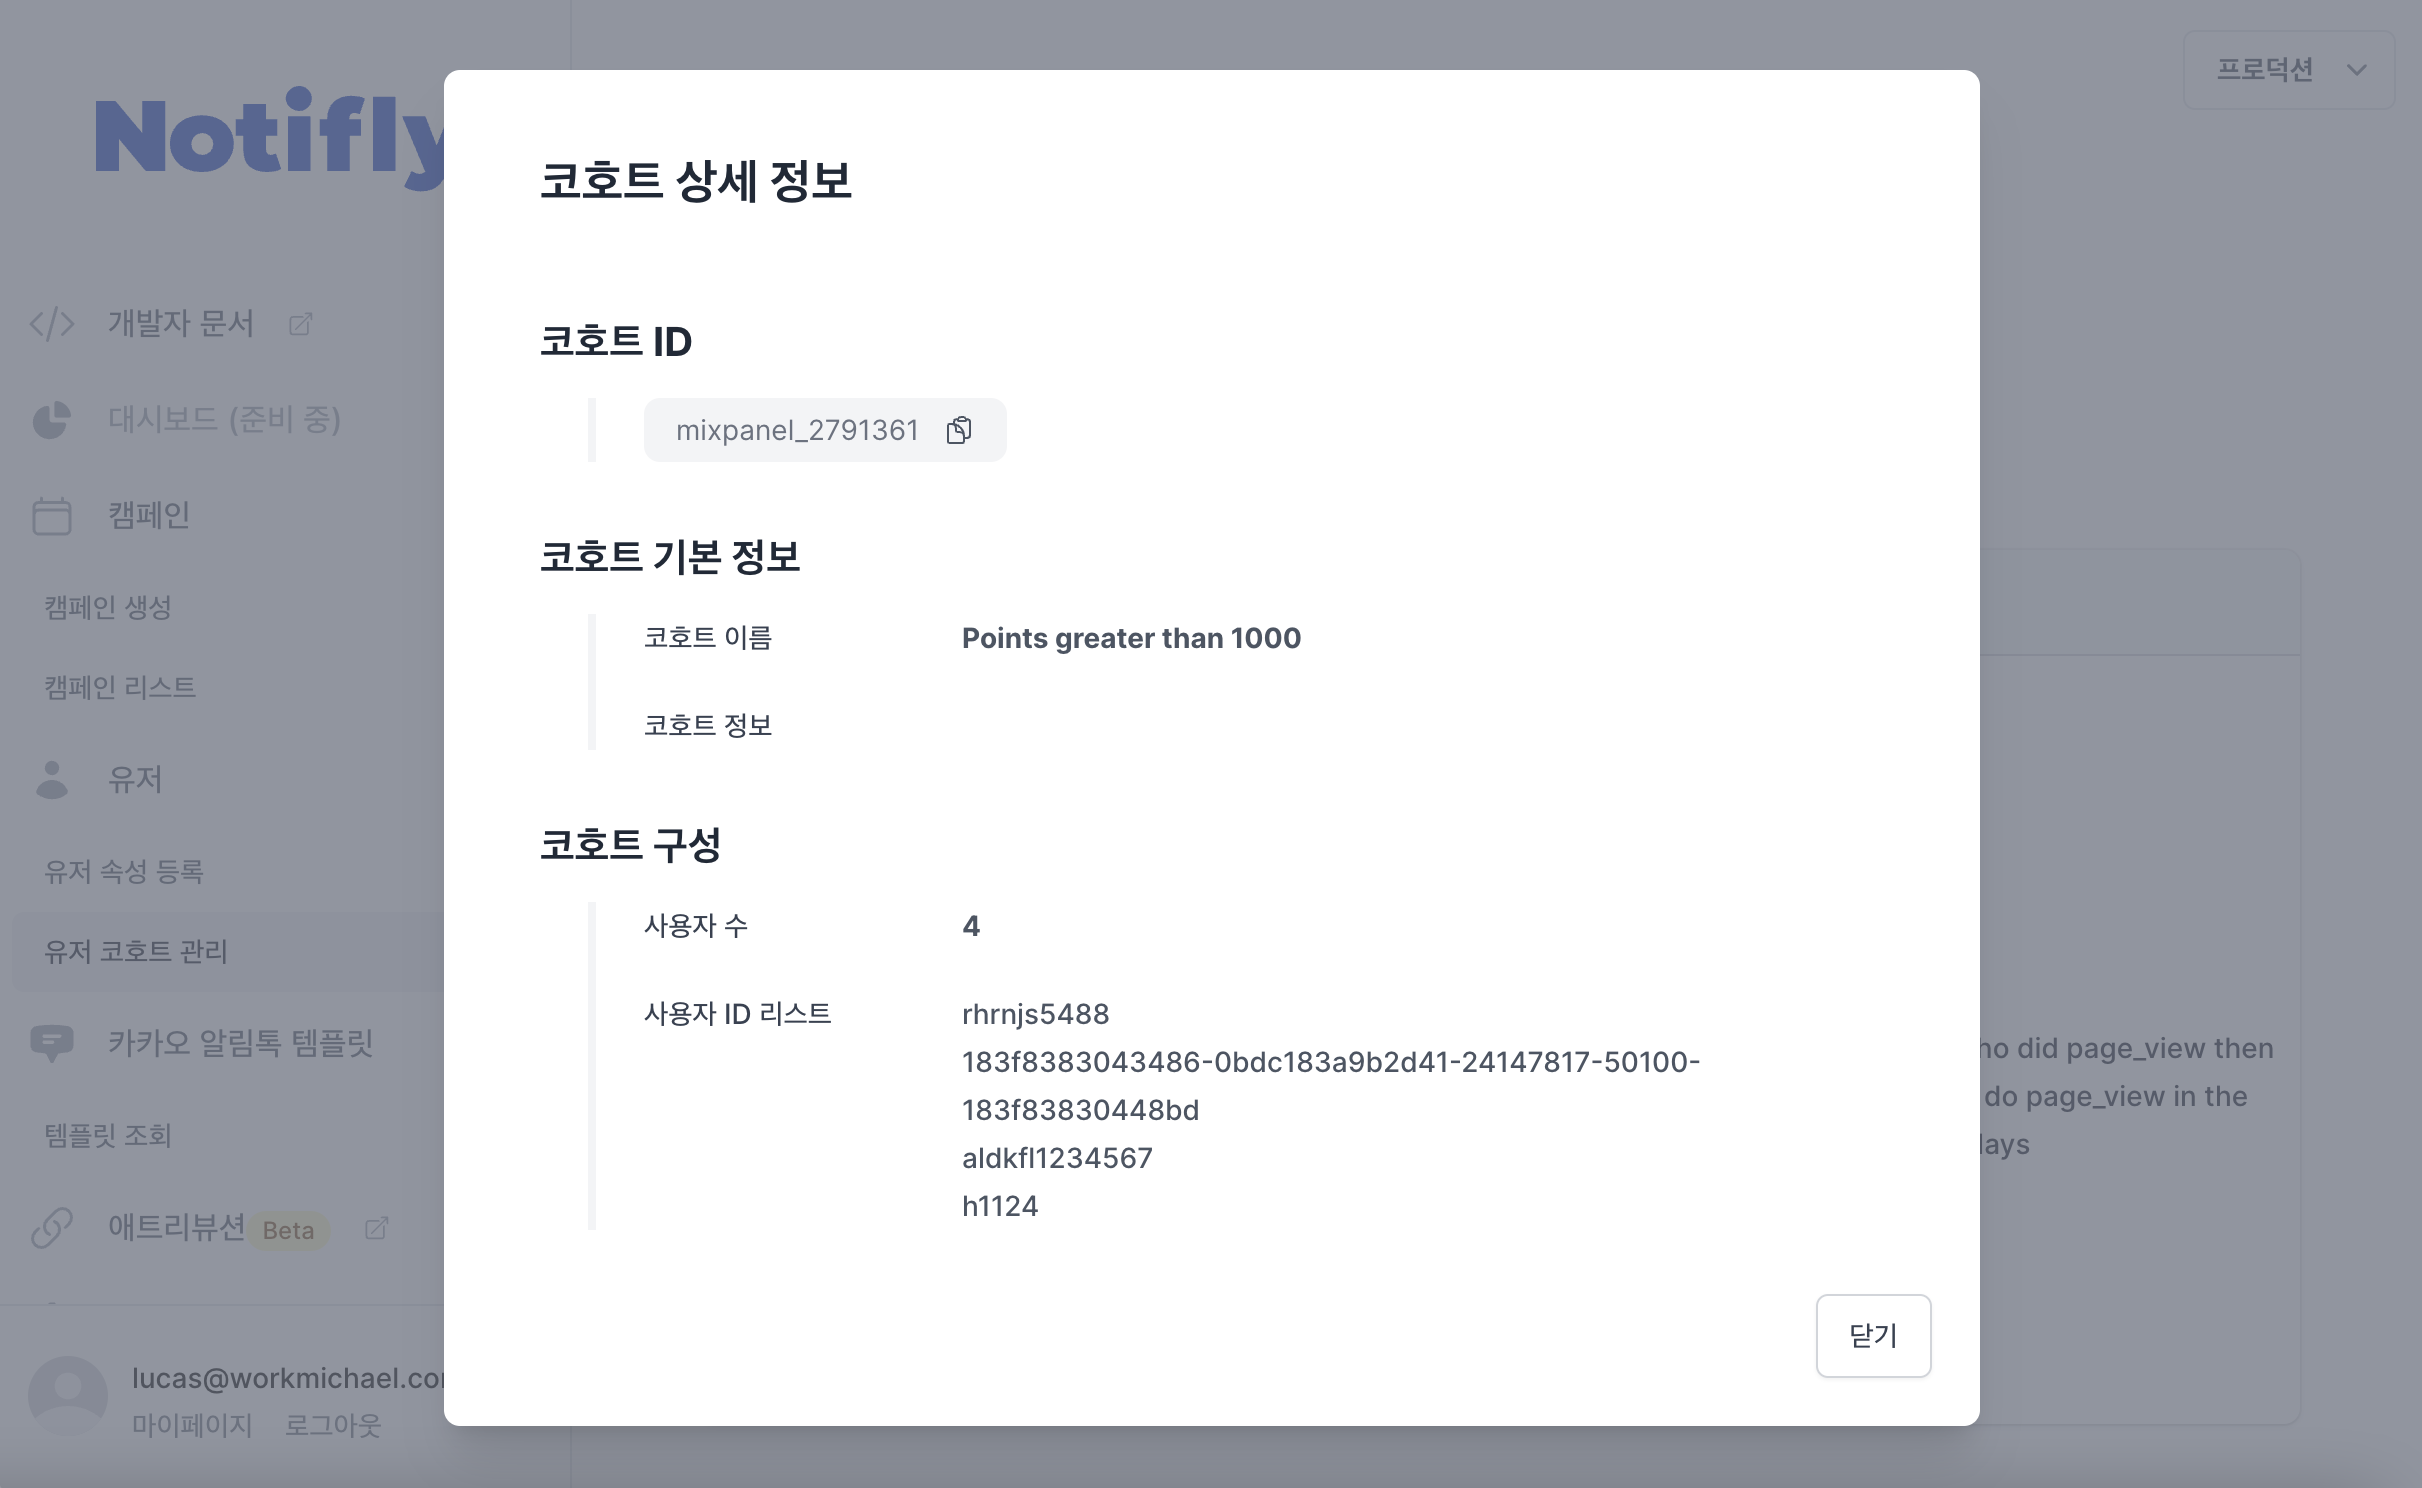 Notifly
프로덕션
개발자 문서
대시보드 (준비 중)
캠페인
캠페인 생성
캠페인 리스트
유저
유저 속성 등록
유저 코호트 관리
카카오 알림톡 템플릿
템플릿 조회
애트리뷰션 Beta
lucas@workmichael.co
마이페이지 로그아웃
코호트 상세 정보
코호트 ID
mixpanel_2791361
코호트 기본 정보
코호트 이름 Points greater than 1000
코호트 정보
코호트 구성
사용자 수 4
사용자 ID 리스트 rhrnjs5488
183f8383043486-0bdc183a9b2d41-24147817-50100-
183f83830448bd
aldkfl1234567
h1124
닫기
did page_view then
do page_view in the